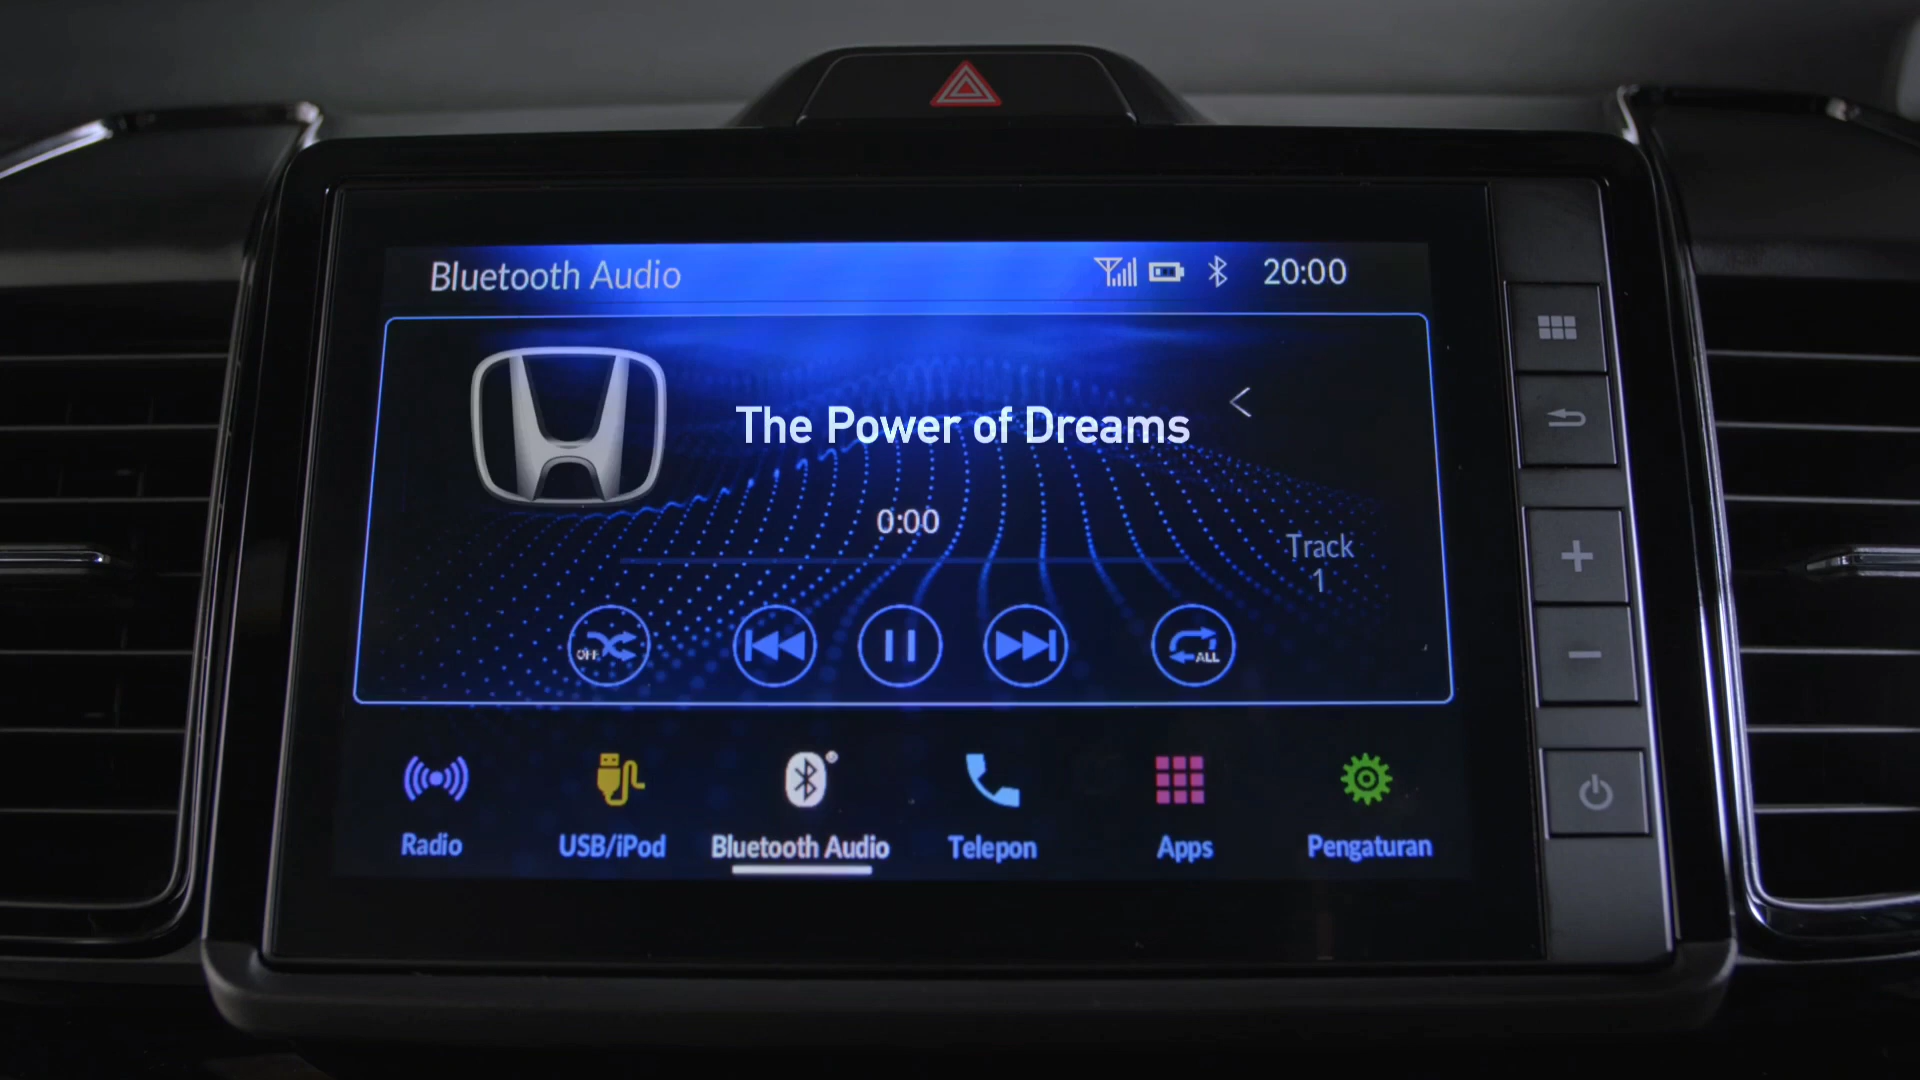 Bluetooth Audio
20:00
The Power of Dreams
0:00
Track
1
OFF
ALL
Radio
USB/iPod
Bluetooth Audio
Telepon
Apps
Pengaturan